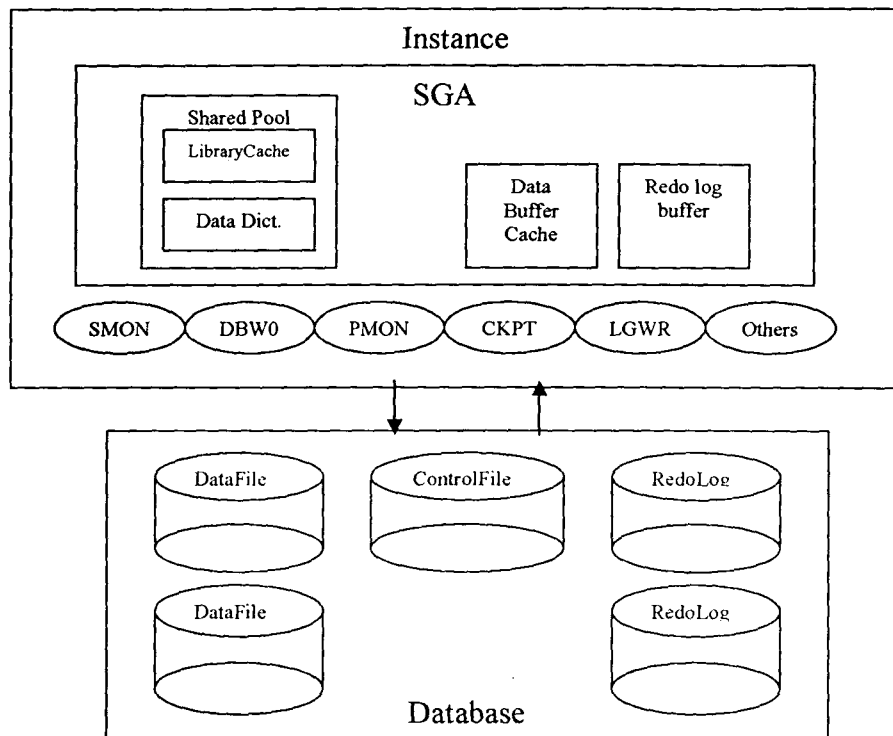 Instance
SGA
Shared Pool
LibraryCache
Data Dict.
Data
Buffer
Cache
Redo log
buffer
SMON
DBW0
PMON
CKPT
LGWR
Others
DataFile
ControlFile
RedoLog
DataFile
RedoLog
Database